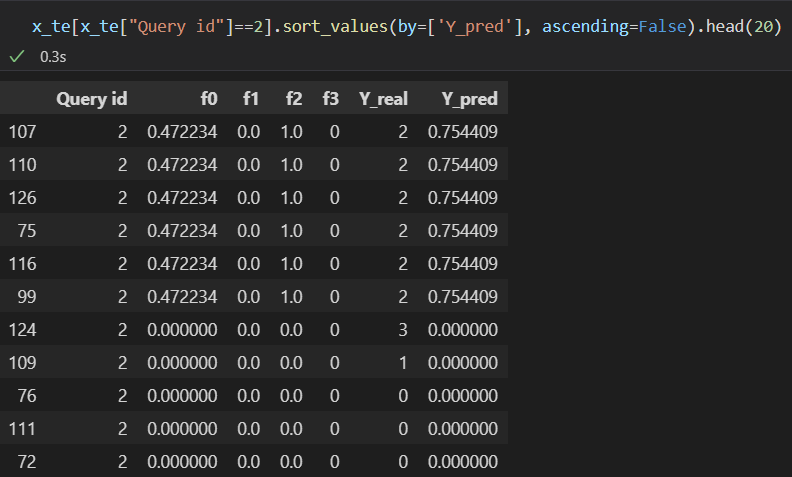 x_te[x_te["Query id"]==2].sort_values(by=['Y_pred'], ascending=False).head(20)
0.3s
Query id f0 f1 f2 f3 Y_real Y_pred
107 2 0.472234 0.0 1.0 0 2 0.754409
110 2 0.472234 0.0 1.0 0 2 0.754409
126 2 0.472234 0.0 1.0 0 2 0.754409
75 2 0.472234 0.0 1.0 0 2 0.754409
116 2 0.472234 0.0 1.0 0 2 0.754409
99 2 0.472234 0.0 1.0 0 2 0.754409
124 2 0.000000 0.0 0.0 0 3 0.000000
109 2 0.000000 0.0 0.0 0 1 0.000000
76 2 0.000000 0.0 0.0 0 0 0.000000
111 2 0.000000 0.0 0.0 0 0 0.000000
72 2 0.000000 0.0 0.0 0 0 0.000000